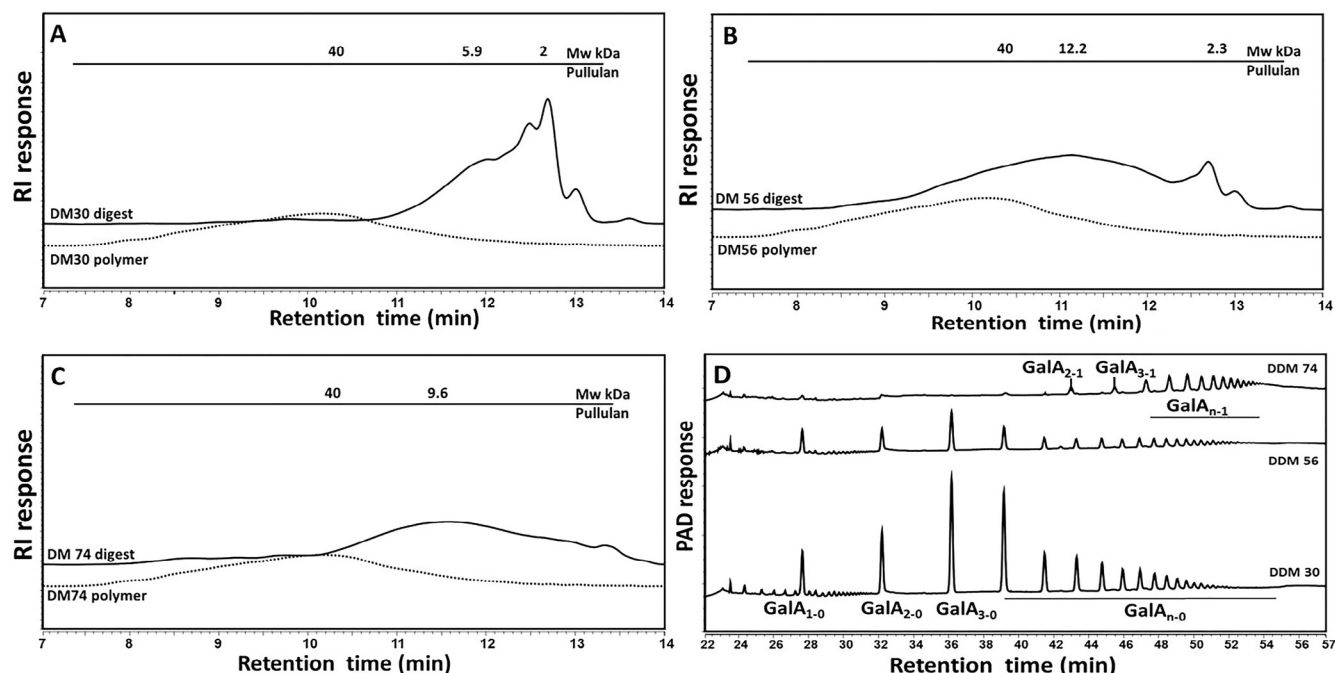 A
40 5.9 2 Mw kDa
Pullulan
RI response
DM30 digest
DM30 polymer
7 8 9 10 11 12 13 14
Retention time (min)
B
40 12.2 2.3 Mw kDa
Pullulan
RI response
DM 56 digest
DM56 polymer
7 8 9 10 11 12 13 14
Retention time (min)
C
40 9.6 Mw kDa
Pullulan
RI response
DM 74 digest
DM74 polymer
7 8 9 10 11 12 13 14
Retention time (min)
D
GalA2-1 GalA3-1 DDM 74
GalAn-1
DDM 56
PAD response
DDM 30
GalA1-0 GalA2-0 GalA3-0 GalAn-0
22 24 26 28 30 32 34 36 38 40 42 44 46 48 50 52 54 56 57
Retention time (min)